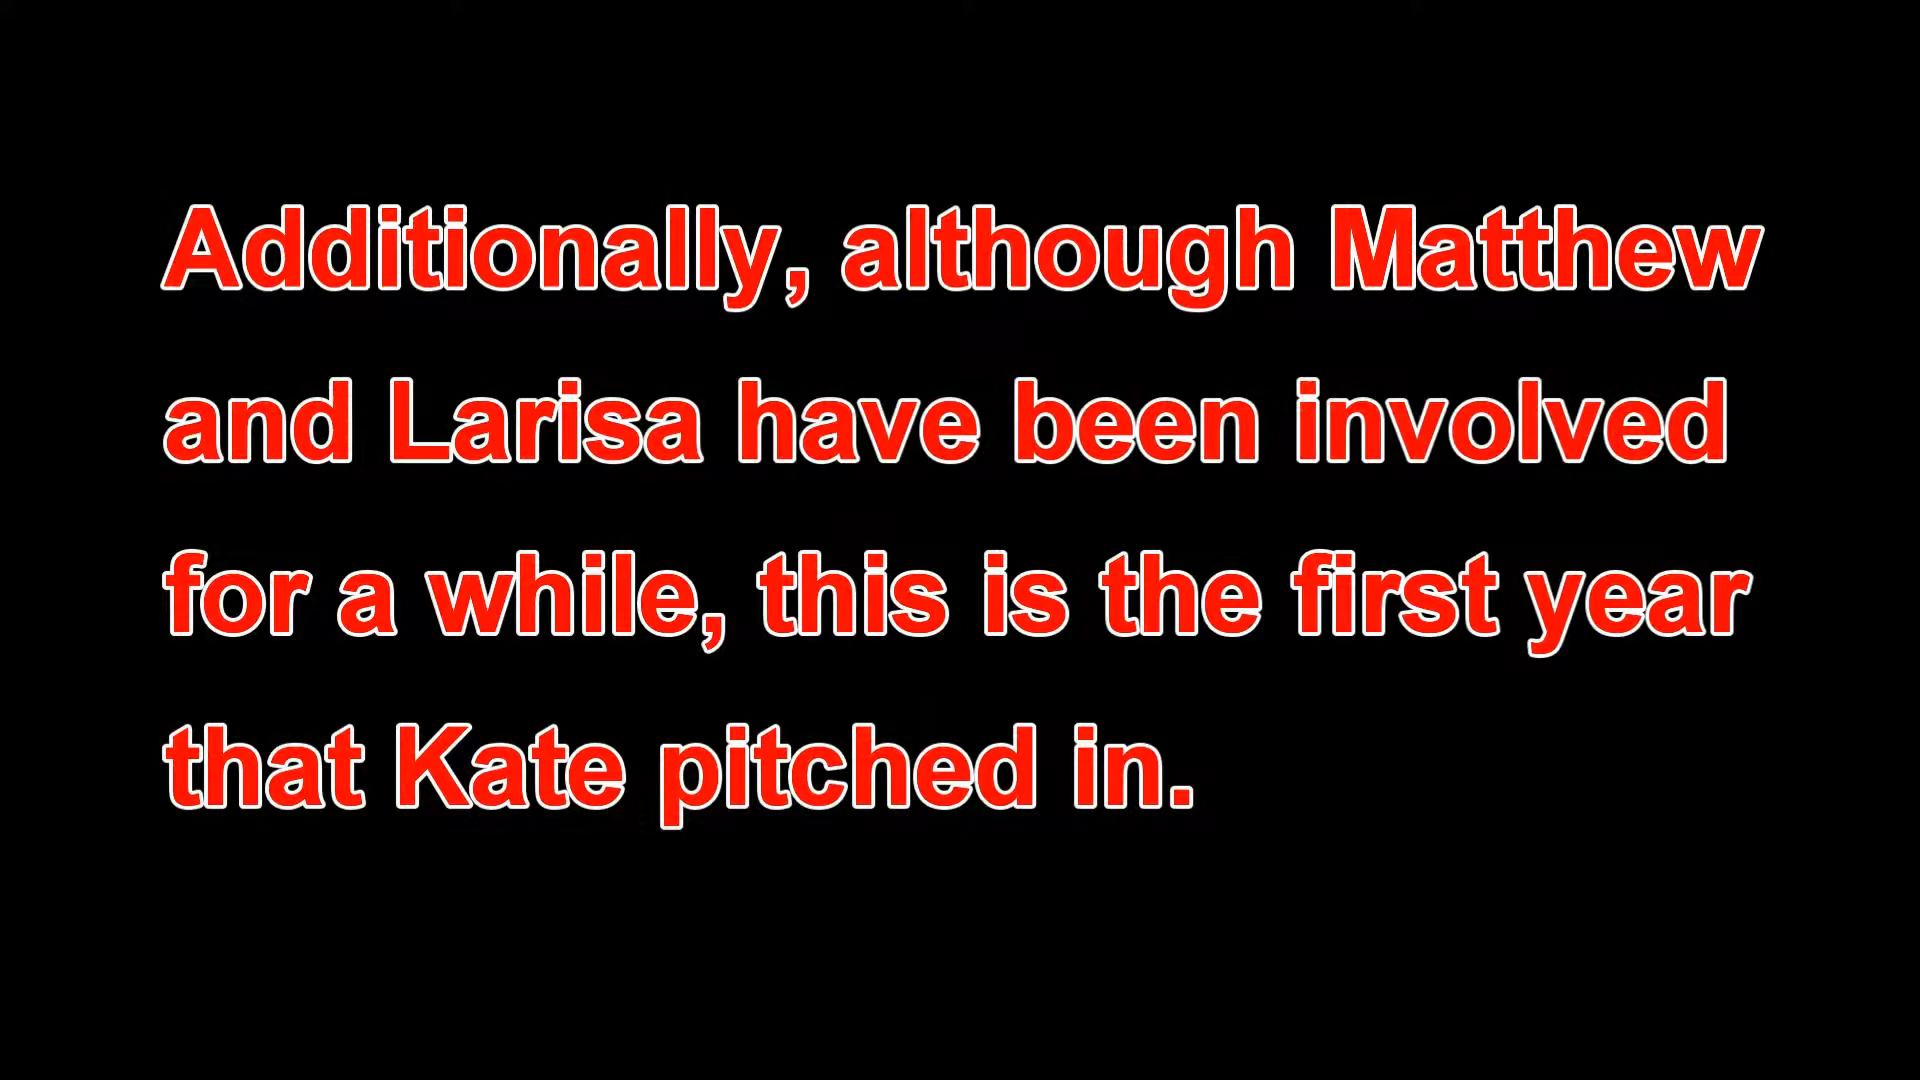 Additionally, although Matthew
and Larisa have been involved
for a while, this is the first year
that Kate pitched in.